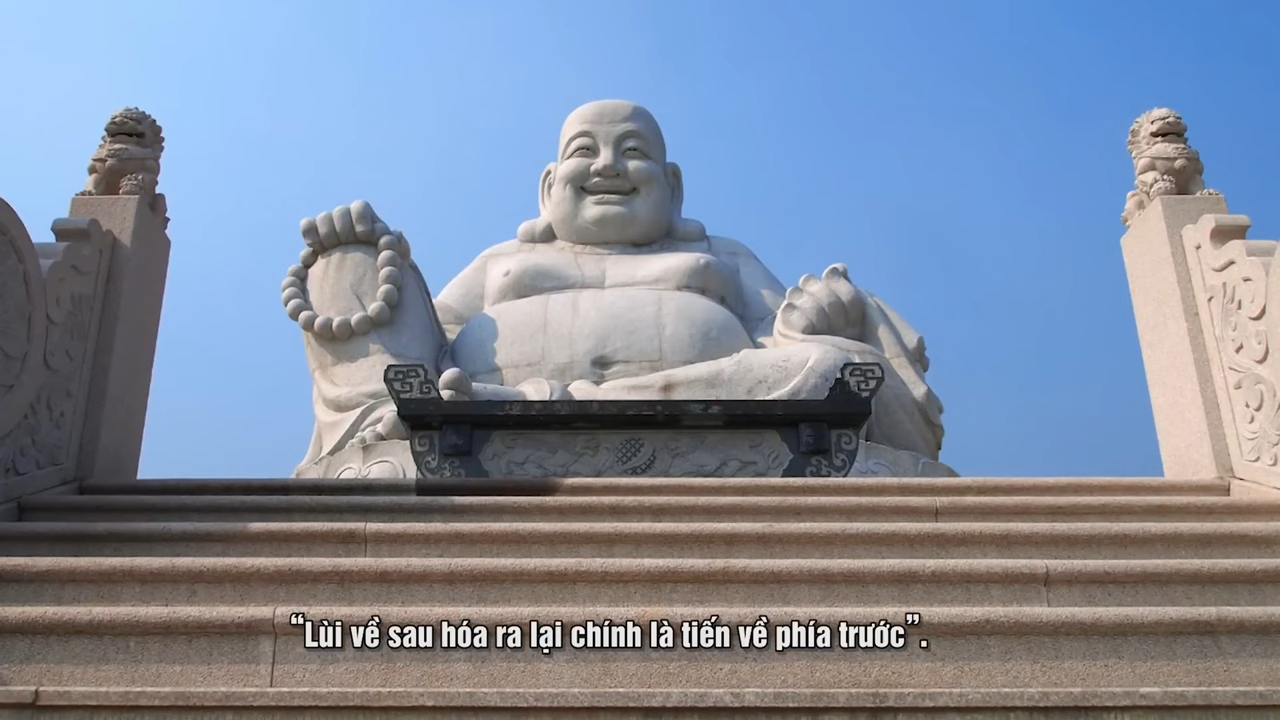 “Lùi về sau hóa ra lại chính là tiến về phía trước”.